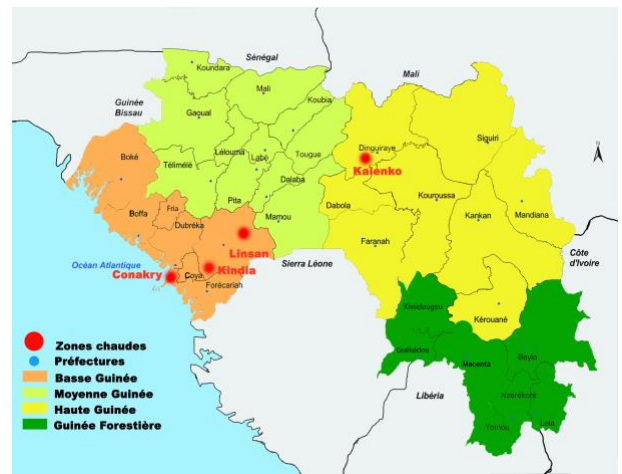 Sénégal
Koundara
Mali
Mali
Guinée
Bissau
Gaoual
Koubia
Siguiri
Dinguiraye
Kalenko
Boké
Lélouma
Labé
Tougue
Télimélé
Dalaba
Kouroussa
Pita
Dabola
Kankan
Mandiana
Fria
Boffa
Mamou
Dubréka
Linsan
Faranah
Océan Atlantique
Kindia
Sierra Léone
Côte
d'Ivoire
Conakry
Coya
Forécariah
Kissidougou
Kérouané
Zones chaudes
Préfectures
Guékédou
Macenta
Beyla
Basse Guinée
Moyenne Guinée
Libéria
Nzérékoré
Haute Guinée
Yomou
Lola
Guinée Forestière
N